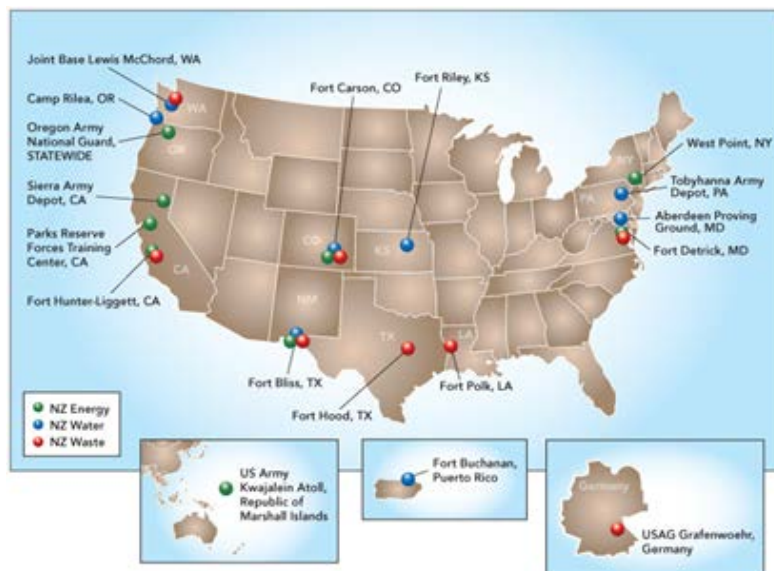 Joint Base Lewis McChord, WA
Camp Rilea, OR
Oregon Army
National Guard,
STATEWIDE
Sierra Army
Depot, CA
Parks Reserve
Forces Training
Center, CA
Fort Hunter-Liggett, CA
Fort Carson, CO
Fort Riley, KS
West Point, NY
Tobyhanna Army
Depot, PA
Aberdeen Proving
Ground, MD
Fort Detrick, MD
WA
OR
CA
CO
KS
NM
TX
LA
NY
PA
Fort Bliss, TX
Fort Hood, TX
Fort Polk, LA
NZ Energy
NZ Water
NZ Waste
US Army
Kwajalein Atoll,
Republic of
Marshall Islands
Fort Buchanan,
Puerto Rico
Germany
USAG Grafenwoehr,
Germany